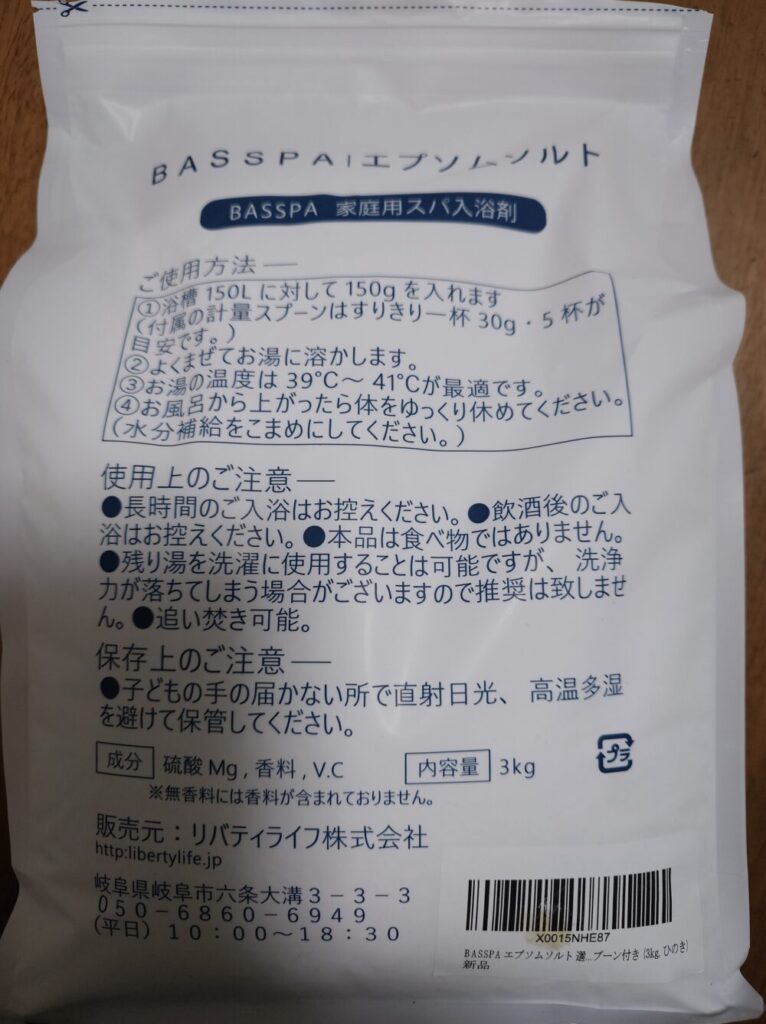 BASSPA|エプソムソルト
BASSPA 家庭用スパ入浴剤
ご使用方法 ―
①浴槽 150L に対して 150g を入れます
(付属の計量スプーンはすりきり一杯 30g・5 杯が
目安です。)
②よくまぜてお湯に溶かします。
③お湯の温度は 39℃～ 41℃が最適です。
④お風呂から上がったら体をゆっくり休めてください。
(水分補給をこまめにしてください。)
使用上のご注意 ―
●長時間のご入浴はお控えください。●飲酒後のご入
浴はお控えください。●本品は食べ物ではありません。
●残り湯を洗濯に使用することは可能ですが、 洗浄
力が落ちてしまう場合がございますので推奨は致しませ
ん。●追い焚き可能。
保存上のご注意 ―
●子どもの手の届かない所で直射日光、 高温多湿
を避けて保管してください。
プラ
成分 硫酸 Mg , 香料 , V.C 内容量 3kg
※無香料には香料が含まれておりません。
販売元：リバティライフ株式会社
http:libertylife.jp
岐阜県岐阜市六条大溝３－３－３
０５０－６８６０－６９４９
(平日) １０：００～１８：３０
X0015NHE87
BASSPA エプソムソルト 選...プーン付き (3kg, ひのき)
新品